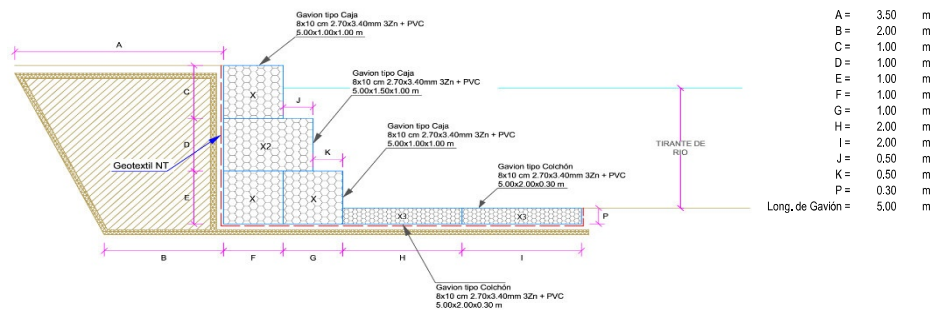 Gavion tipo Caja
8x10 cm 2.70x3.40mm 3Zn + PVC
5.00x1.00x1.00 m
A
Gavion tipo Caja
8x10 cm 2.70x3.40mm 3Zn + PVC
5.00x1.50x1.00 m
C
X
J
Gavion tipo Caja
8x10 cm 2.70x3.40mm 3Zn + PVC
5.00x1.00x1.00 m
D
X2
K
TIRANTE DE
RIO
Geotextil NT
Gavion tipo Colchón
8x10 cm 2.70x3.40mm 3Zn + PVC
5.00x2.00x0.30 m
E
X
X
X3
X3
P
B
F
G
H
I
Gavion tipo Colchón
8x10 cm 2.70x3.40mm 3Zn + PVC
5.00x2.00x0.30 m
A = 3.50 m
B = 2.00 m
C = 1.00 m
D = 1.00 m
E = 1.00 m
F = 1.00 m
G = 1.00 m
H = 2.00 m
I = 2.00 m
J = 0.50 m
K = 0.50 m
P = 0.30 m
Long. de Gavión = 5,00 m